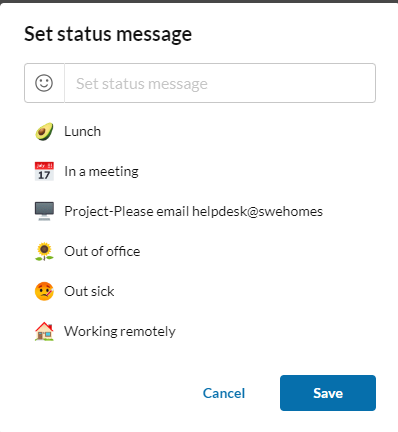 Set status message
Set status message
Lunch
In a meeting
Project-Please email helpdesk@swehomes
Out of office
Out sick
Working remotely
Cancel
Save